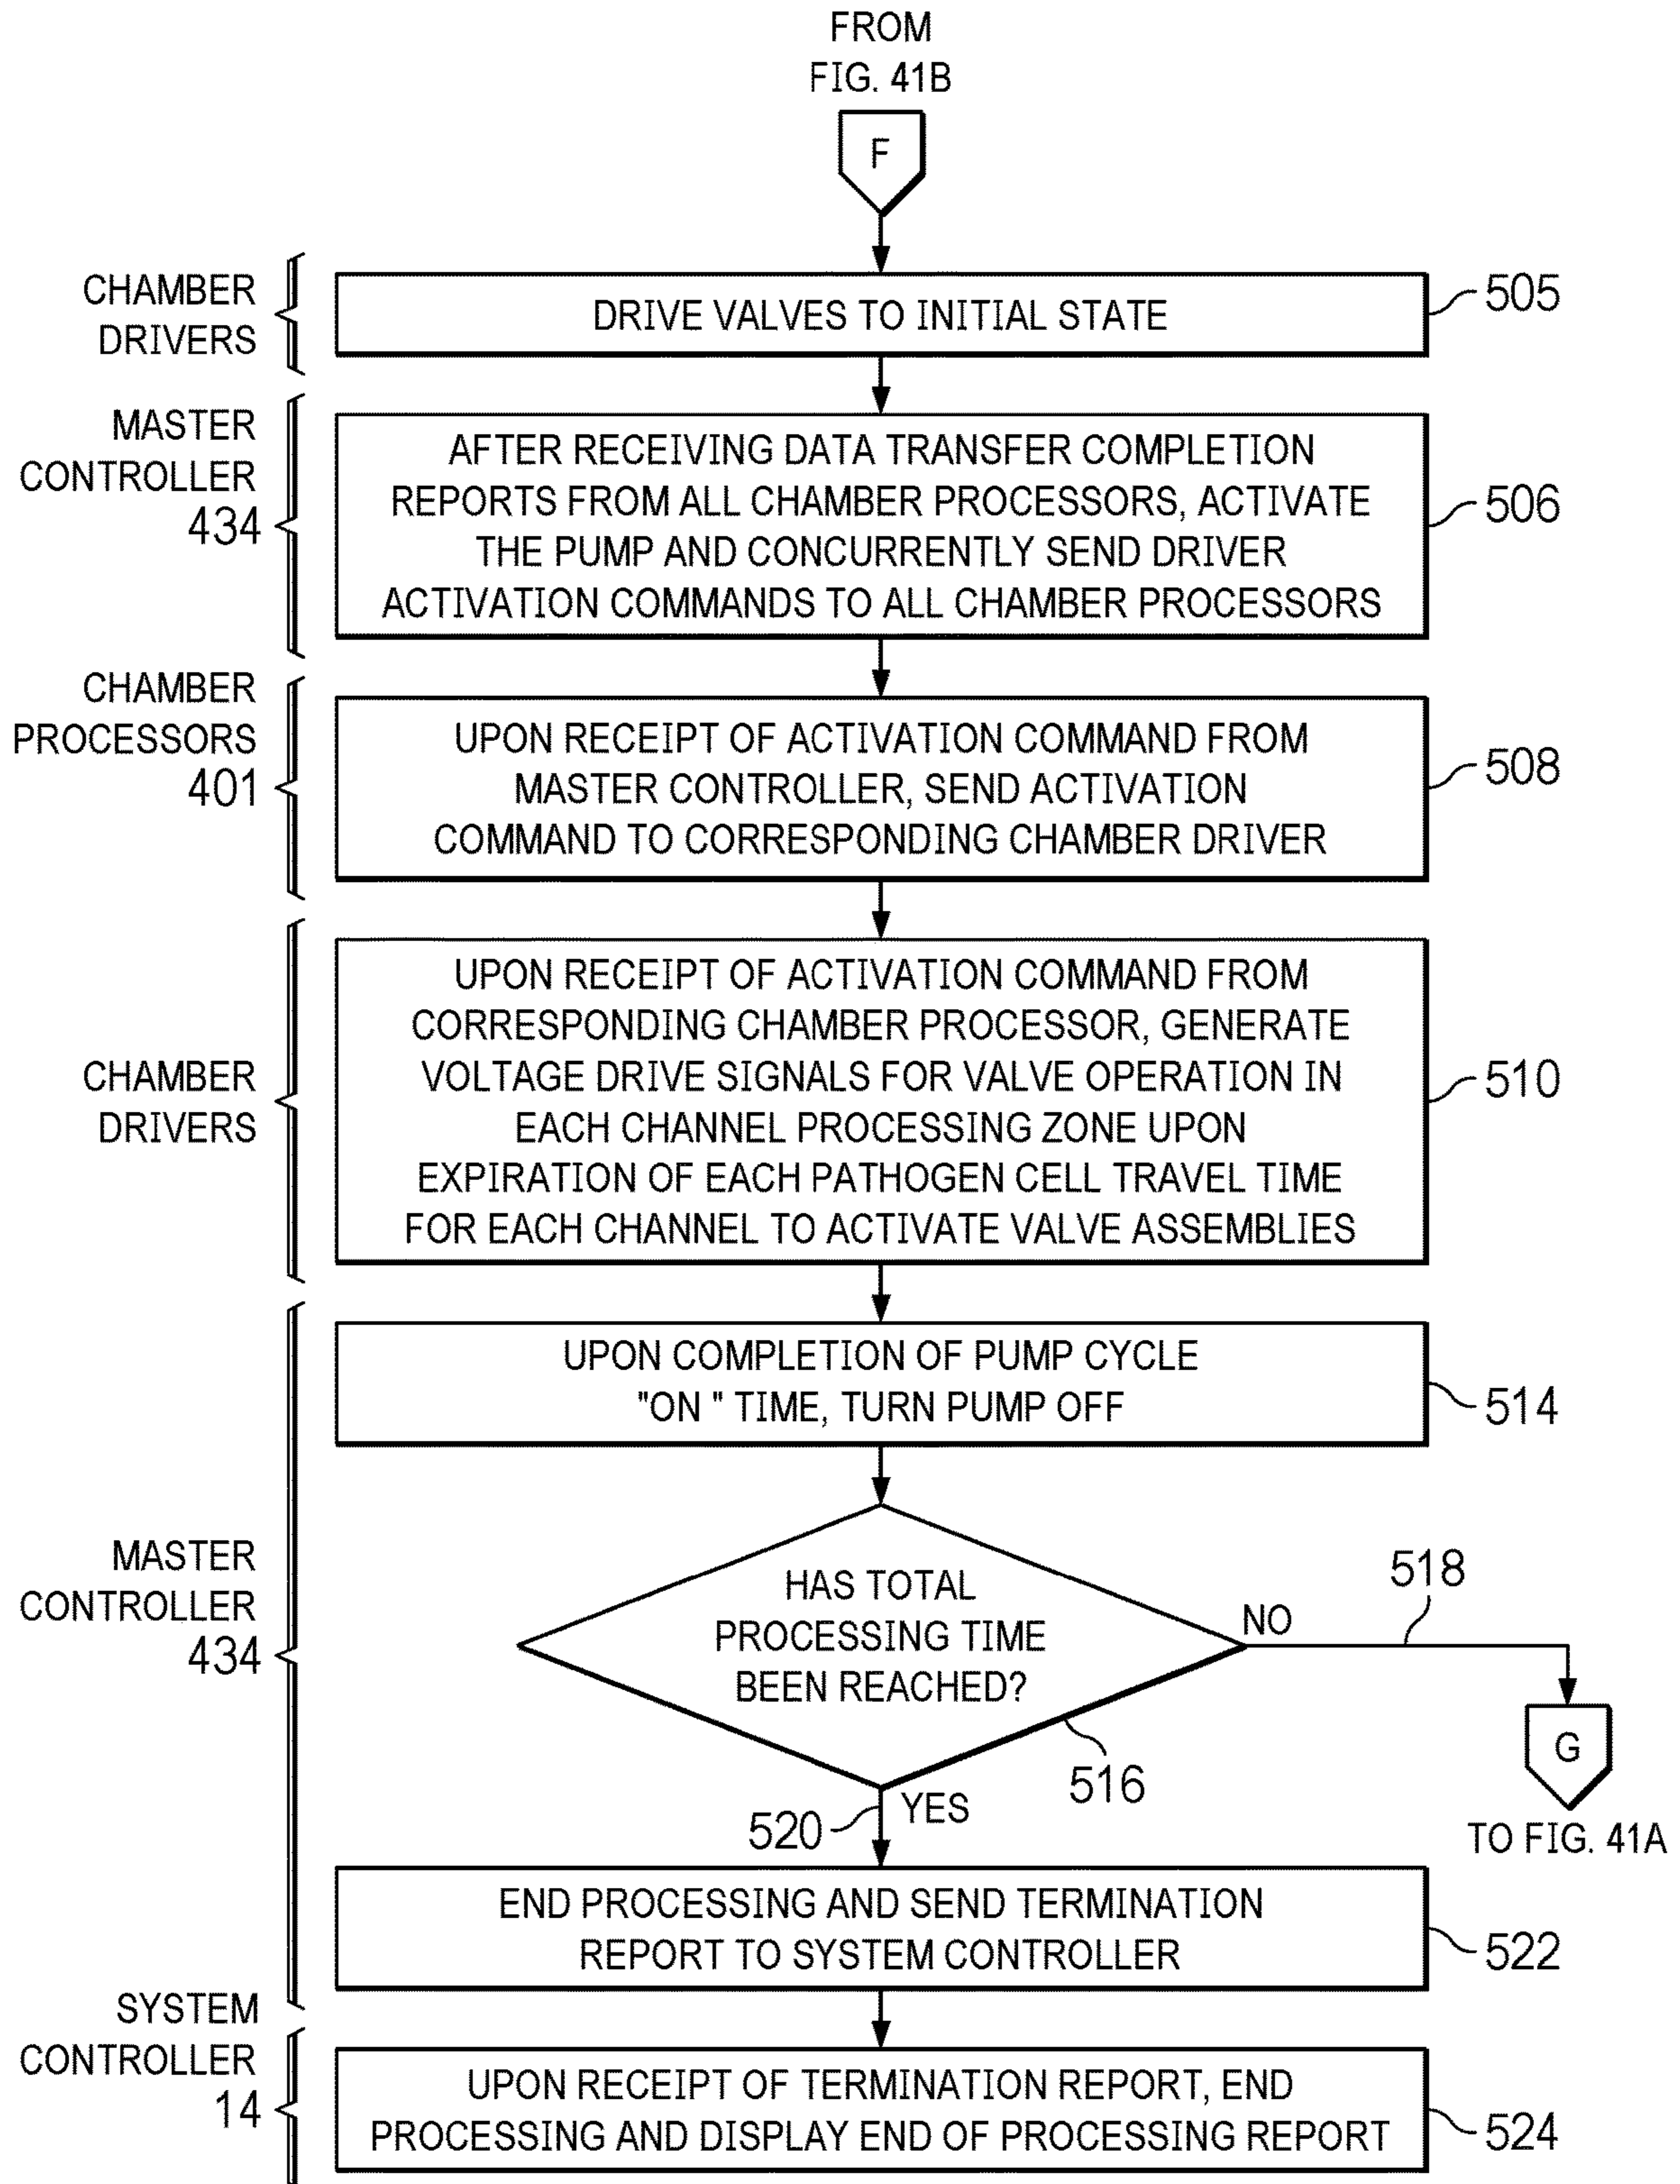 FROM
FIG. 41B
F
CHAMBER
DRIVERS
DRIVE VALVES TO INITIAL STATE
505
MASTER
CONTROLLER
434
AFTER RECEIVING DATA TRANSFER COMPLETION
REPORTS FROM ALL CHAMBER PROCESSORS, ACTIVATE
THE PUMP AND CONCURRENTLY SEND DRIVER
ACTIVATION COMMANDS TO ALL CHAMBER PROCESSORS
506
CHAMBER
PROCESSORS
401
UPON RECEIPT OF ACTIVATION COMMAND FROM
MASTER CONTROLLER, SEND ACTIVATION
COMMAND TO CORRESPONDING CHAMBER DRIVER
508
CHAMBER
DRIVERS
UPON RECEIPT OF ACTIVATION COMMAND FROM
CORRESPONDING CHAMBER PROCESSOR, GENERATE
VOLTAGE DRIVE SIGNALS FOR VALVE OPERATION IN
EACH CHANNEL PROCESSING ZONE UPON
EXPIRATION OF EACH PATHOGEN CELL TRAVEL TIME
FOR EACH CHANNEL TO ACTIVATE VALVE ASSEMBLIES
510
MASTER
CONTROLLER
434
UPON COMPLETION OF PUMP CYCLE
"ON " TIME, TURN PUMP OFF
514
HAS TOTAL
PROCESSING TIME
BEEN REACHED?
516
NO
518
G
TO FIG. 41A
520
YES
END PROCESSING AND SEND TERMINATION
REPORT TO SYSTEM CONTROLLER
522
SYSTEM
CONTROLLER
14
UPON RECEIPT OF TERMINATION REPORT, END
PROCESSING AND DISPLAY END OF PROCESSING REPORT
524